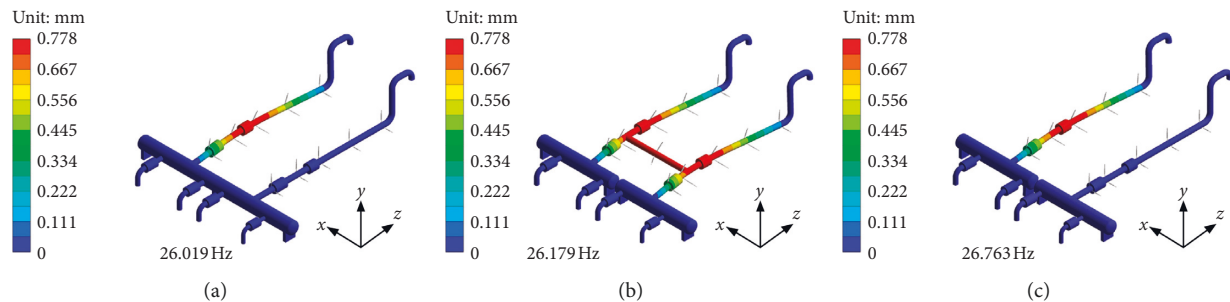 Unit: mm
0.778
0.667
0.556
0.445
0.334
0.222
0.111
0
y
x
z
26.019 Hz
(a)
Unit: mm
0.778
0.667
0.556
0.445
0.334
0.222
0.111
0
y
x
z
26.179 Hz
(b)
Unit: mm
0.778
0.667
0.556
0.445
0.334
0.222
0.111
0
y
x
z
26.763 Hz
(c)